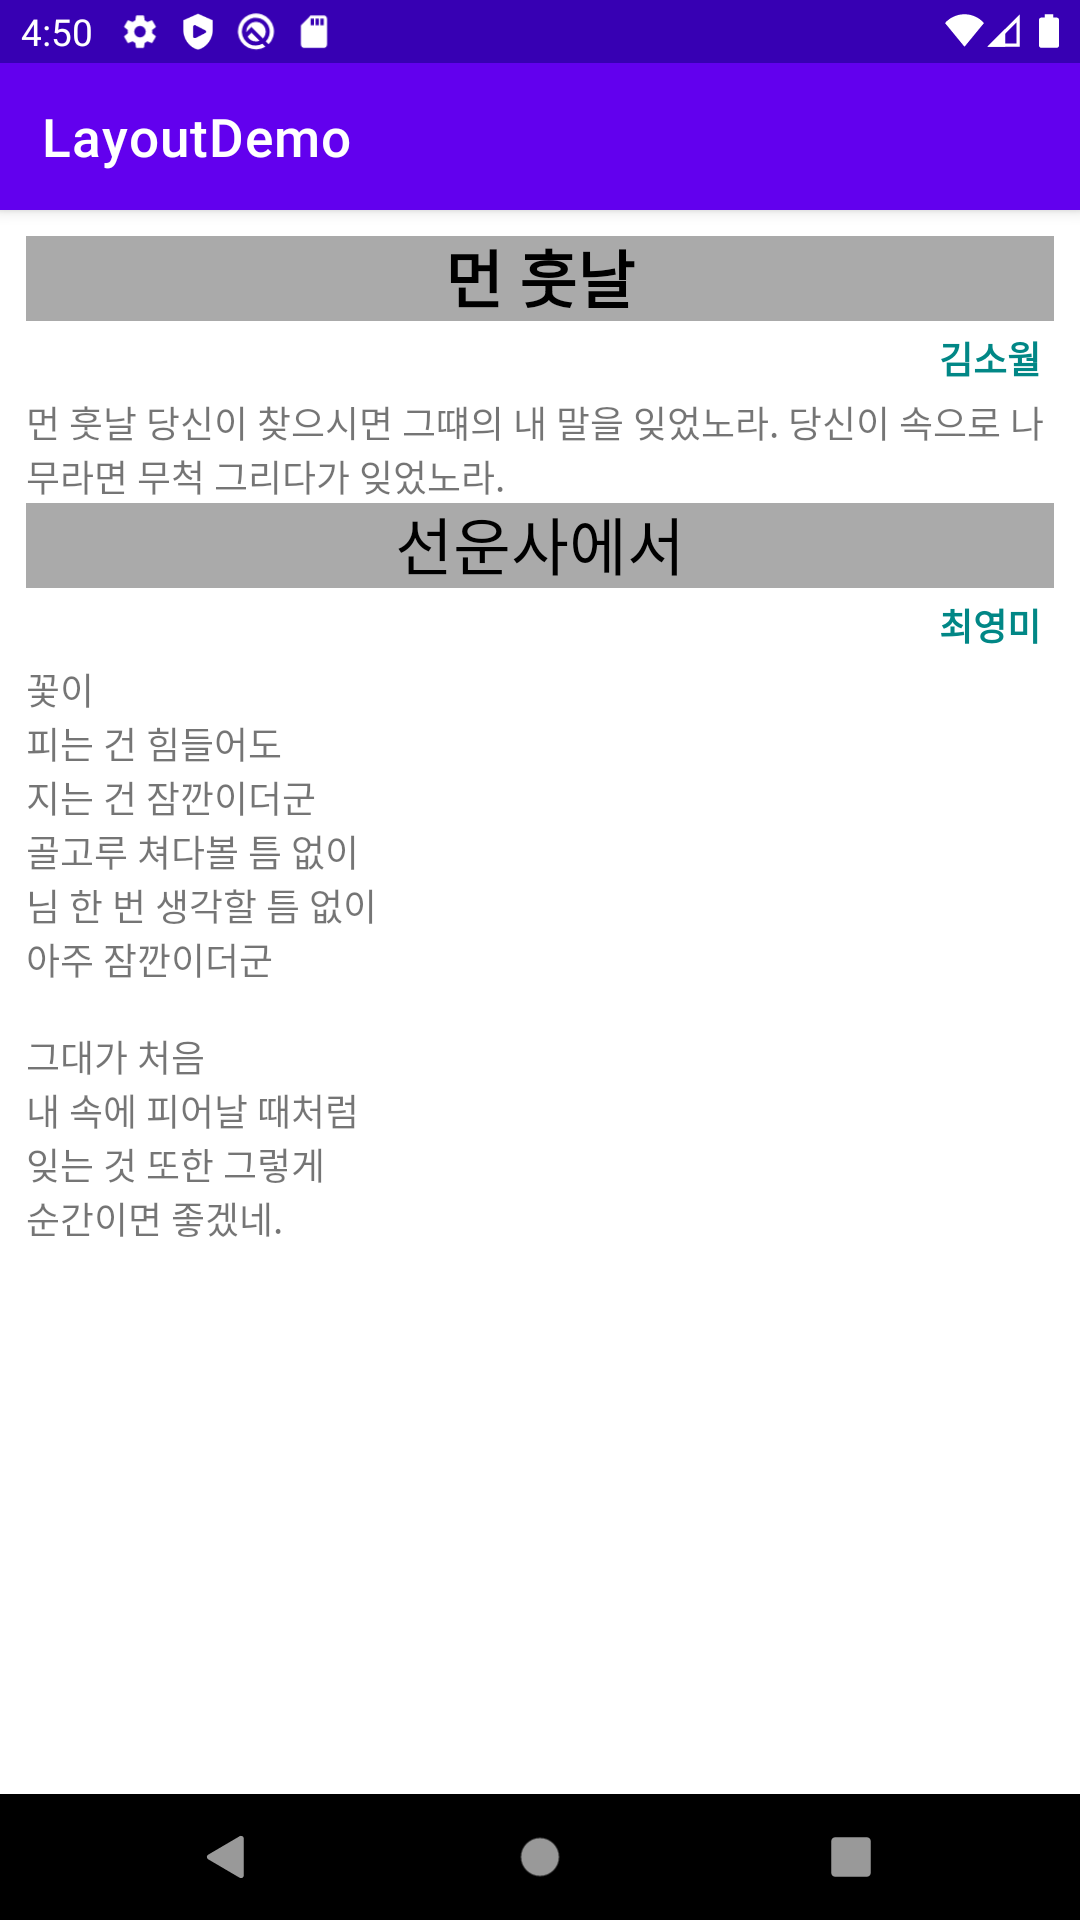 4:50
LayoutDemo
먼 훗날
김소월
먼 훗날 당신이 찾으시면 그떄의 내 말을 잊었노라. 당신이 속으로 나
무라면 무척 그리다가 잊었노라.
선운사에서
최영미
꽃이
피는 건 힘들어도
지는 건 잠깐이더군
골고루 쳐다볼 틈 없이
님 한 번 생각할 틈 없이
아주 잠깐이더군
그대가 처음
내 속에 피어날 때처럼
잊는 것 또한 그렇게
순간이면 좋겠네.